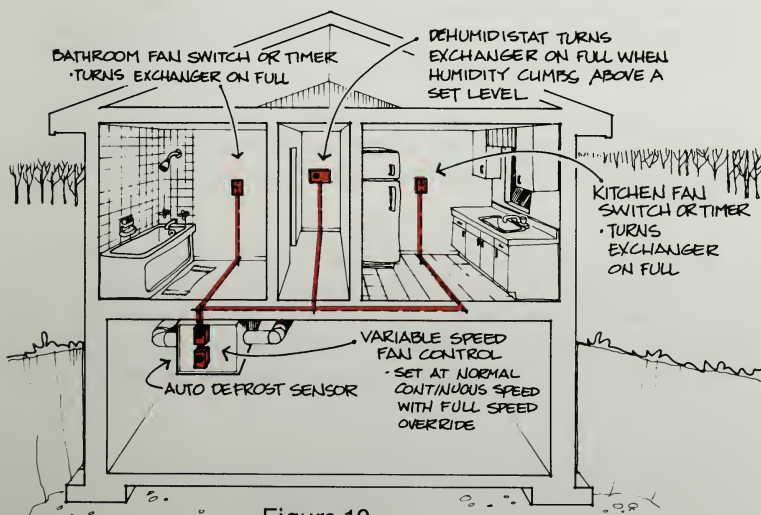 BATHROOM FAN SWITCH OR TIMER
• TURNS EXCHANGER ON FULL
DEHUMIDISTAT TURNS
EXCHANGER ON FULL WHEN
HUMIDITY CLIMBS ABOVE A
SET LEVEL
KITCHEN FAN
SWITCH OR TIMER
• TURNS
EXCHANGER
ON FULL
VARIABLE SPEED
FAN CONTROL
• SET AT NORMAL
CONTINUOUS SPEED
WITH FULL SPEED
OVERRIDE
AUTO DEFROST SENSOR
Figure 10